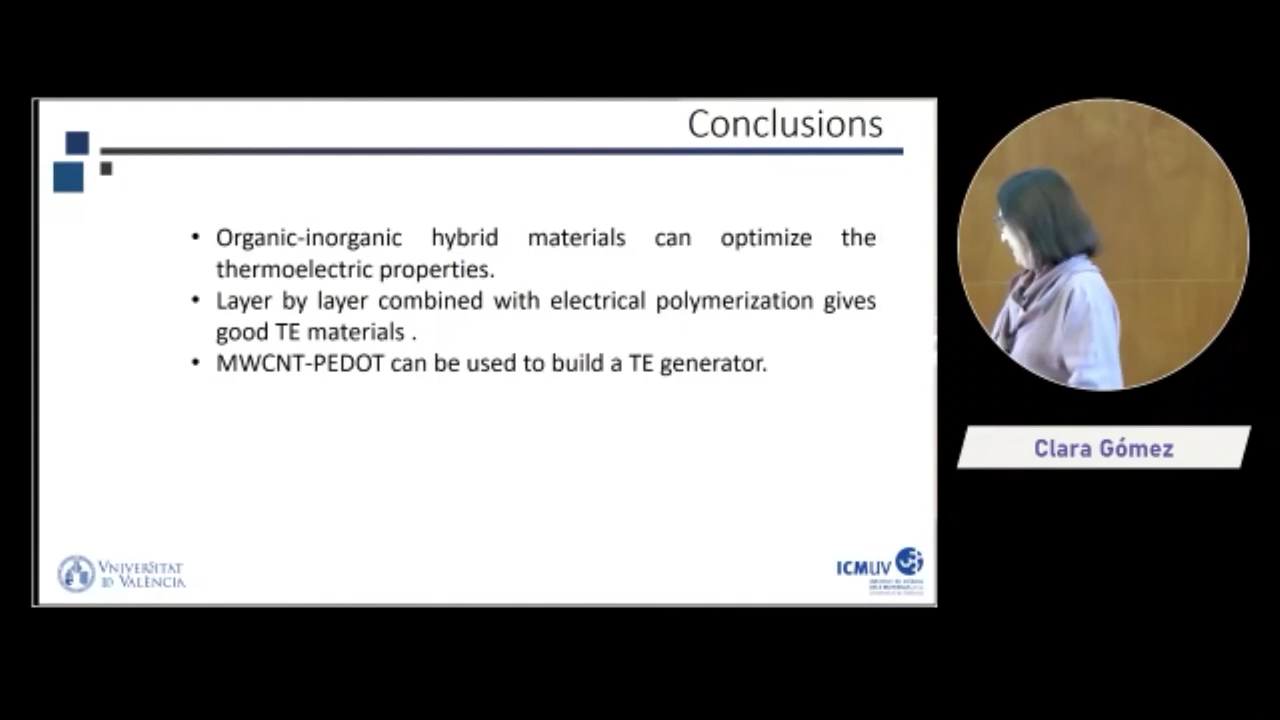 Conclusions
• Organic-inorganic hybrid materials can optimize the
thermoelectric properties.
• Layer by layer combined with electrical polymerization gives
good TE materials .
• MWCNT-PEDOT can be used to build a TE generator.
Clara Gómez
VNIVERSITAT
ID VALÈNCIA
ICMUV